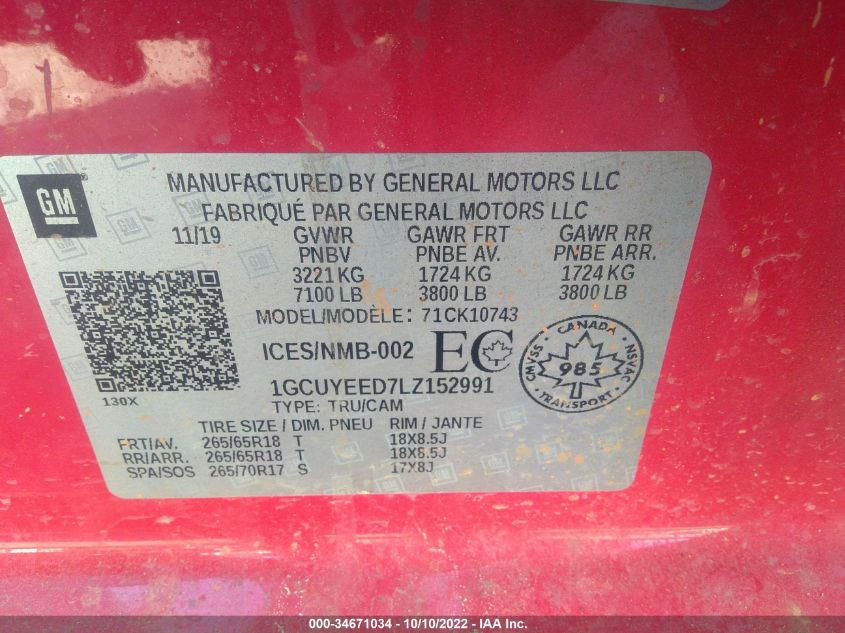 GM
MANUFACTURED BY GENERAL MOTORS LLC
FABRIQUÉ PAR GENERAL MOTORS LLC
11/19 GVWR GAWR FRT GAWR RR
PNBV PNBE AV. PNBE ARR.
3221 KG 1724 KG 1724 KG
7100 LB 3800 LB 3800 LB
MODEL/MODÈLE: 71CK10743
ICES/NMB-002 EC
CANADA
CMVSS 985 NSVAC
1GCUYEED7LZ152991
130X
TYPE: TRU/CAM
TIRE SIZE / DIM. PNEU RIM / JANTE
FRT/AV. 265/65R18 T 18X8.5J
RR/ARR. 265/65R18 T 18X8.5J
SPA/SOS 265/70R17 S 17X8J
000-34671034 - 10/10/2022 - IAA Inc.